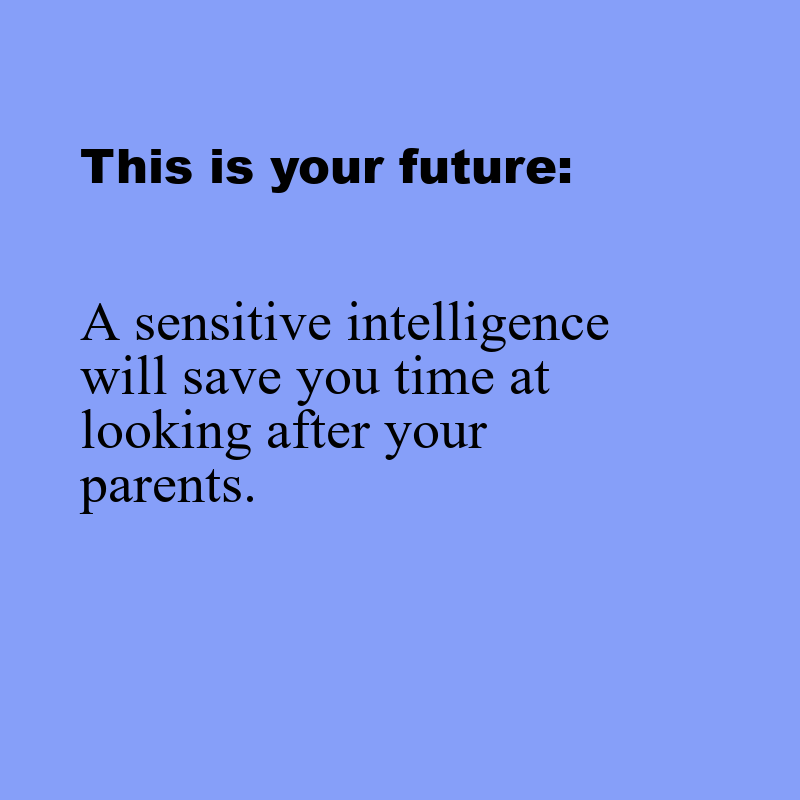 This is your future:
A sensitive intelligence
will save you time at
looking after your
parents.